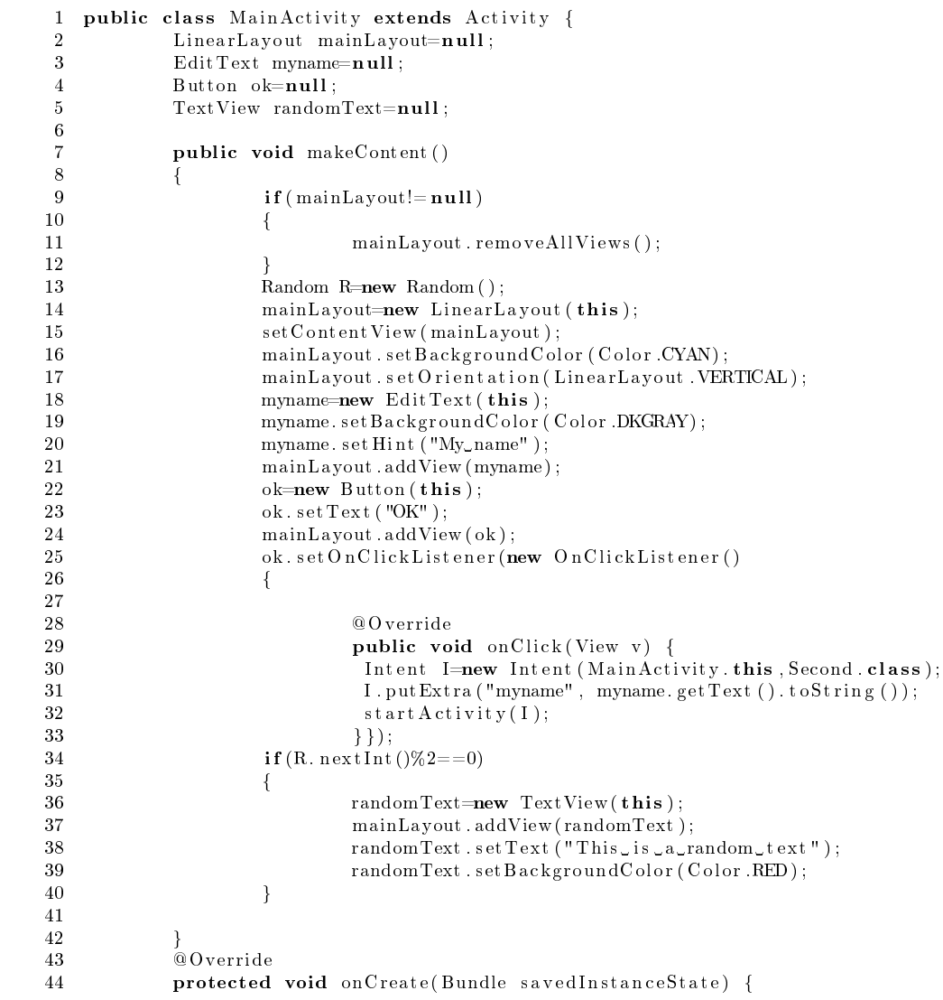 1 public class MainActivity extends Activity {
2 LinearLayout mainLayout=null;
3 EditText myname=null;
4 Button ok=null;
5 TextView randomText=null;
6
7 public void makeContent()
8 {
9 if(mainLayout!=null)
10 {
11 mainLayout.removeAllViews();
12 }
13 Random R=new Random();
14 mainLayout=new LinearLayout(this);
15 setContentView(mainLayout);
16 mainLayout.setBackgroundColor(Color.CYAN);
17 mainLayout.setOrientation(LinearLayout.VERTICAL);
18 myname=new EditText(this);
19 myname.setBackgroundColor(Color.DKGRAY);
20 myname.setHint("My␣name");
21 mainLayout.addView(myname);
22 ok=new Button(this);
23 ok.setText("OK");
24 mainLayout.addView(ok);
25 ok.setOnClickListener(new OnClickListener()
26 {
27
28 @Override
29 public void onClick(View v) {
30 Intent I=new Intent(MainActivity.this,Second.class);
31 I.putExtra("myname", myname.getText().toString());
32 startActivity(I);
33 }});
34 if(R.nextInt()%2==0)
35 {
36 randomText=new TextView(this);
37 mainLayout.addView(randomText);
38 randomText.setText("This␣is␣a␣random␣text");
39 randomText.setBackgroundColor(Color.RED);
40 }
41
42 }
43 @Override
44 protected void onCreate(Bundle savedInstanceState) {